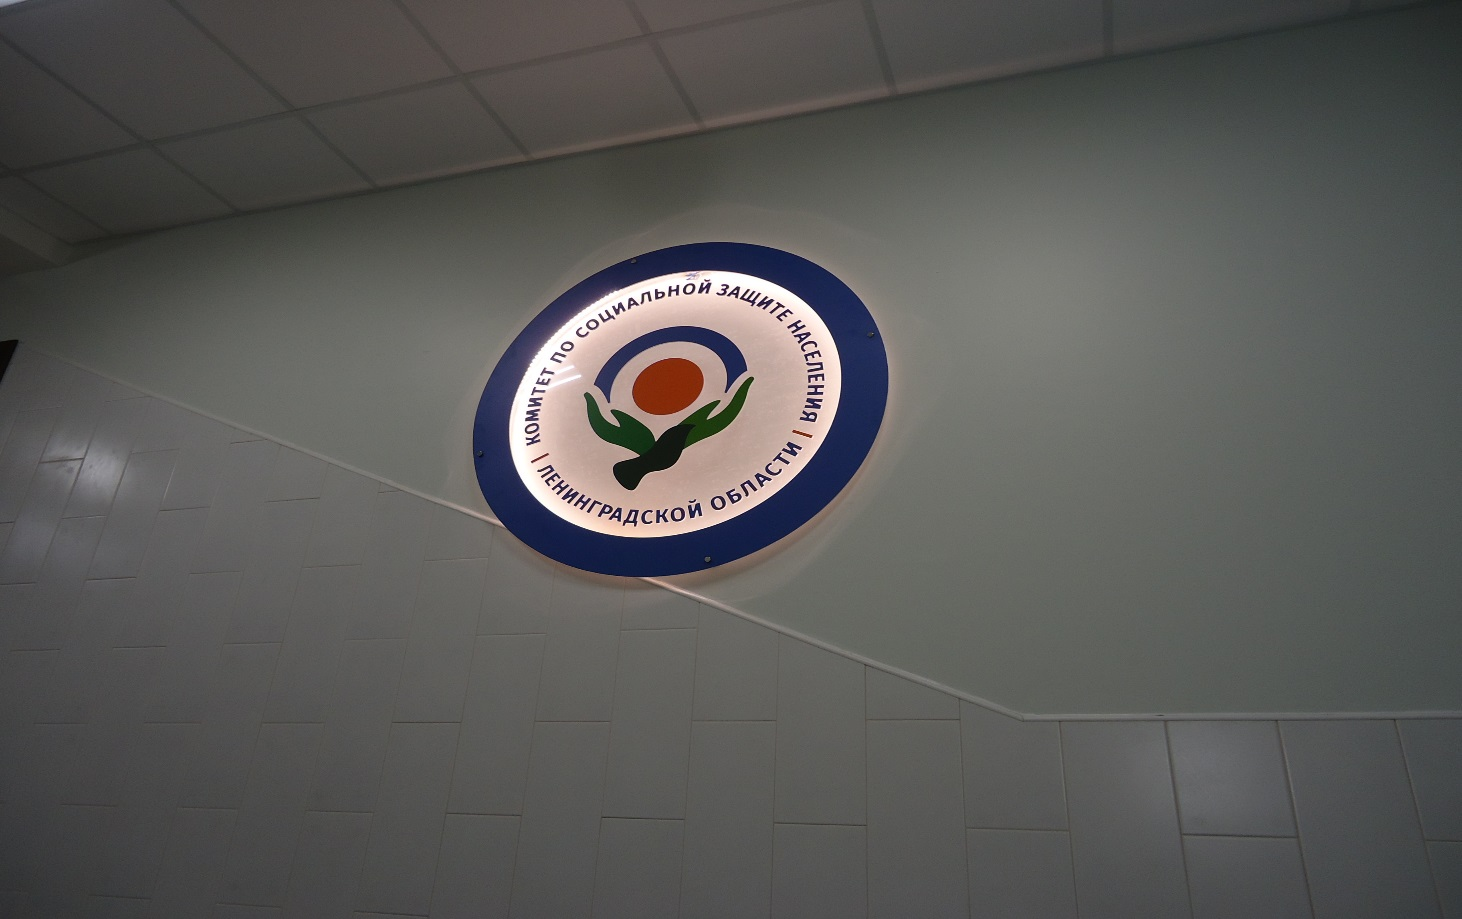 КОМИТЕТ ПО СОЦИАЛЬНОЙ ЗАЩИТЕ НАСЕЛЕНИЯ
ЛЕНИНГРАДСКОЙ ОБЛАСТИ